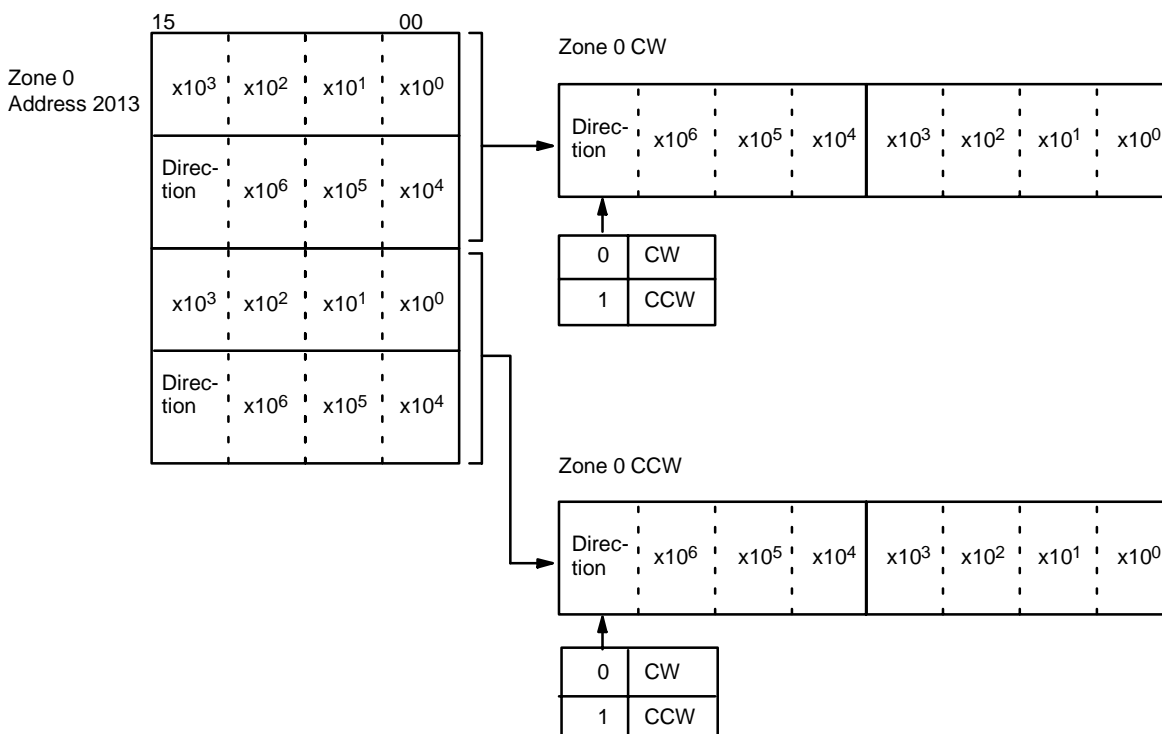 15 00
Zone 0
Address 2013
x10³ x10² x10¹ x10⁰
Direc-
tion x10⁶ x10⁵ x10⁴
x10³ x10² x10¹ x10⁰
Direc-
tion x10⁶ x10⁵ x10⁴
Zone 0 CW
Direc-
tion x10⁶ x10⁵ x10⁴ x10³ x10² x10¹ x10⁰
0 CW
1 CCW
Zone 0 CCW
Direc-
tion x10⁶ x10⁵ x10⁴ x10³ x10² x10¹ x10⁰
0 CW
1 CCW